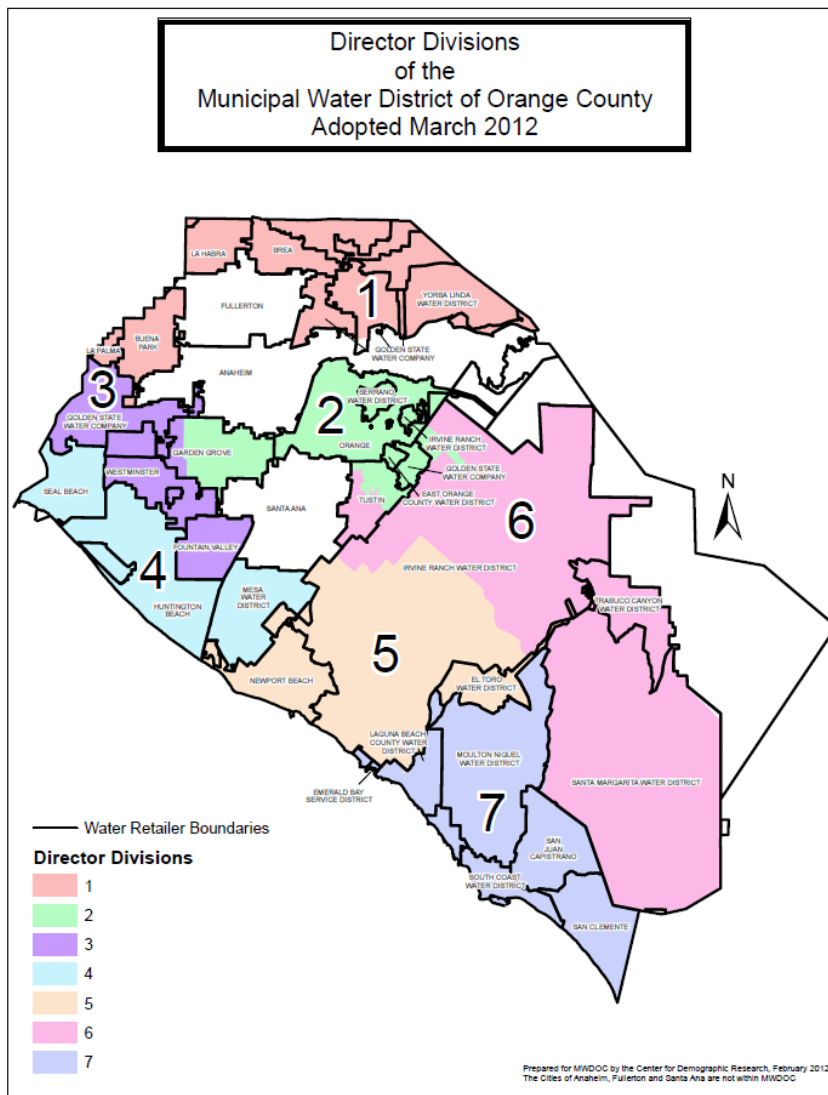 Director Divisions
of the
Municipal Water District of Orange County
Adopted March 2012
LA HABRA
BREA
1
YORBA LINDA
WATER DISTRICT
FULLERTON
BUENA
PARK
LA PALMA
GOLDEN STATE
WATER COMPANY
ANAHEIM
3
GOLDEN STATE
WATER COMPANY
2
SERRANO
WATER DISTRICT
ORANGE
IRVINE RANCH
WATER DISTRICT
GARDEN GROVE
GOLDEN STATE
WATER COMPANY
WESTMINSTER
SEAL BEACH
TUSTIN
EAST ORANGE
COUNTY WATER DISTRICT
SANTA ANA
6
N
FOUNTAIN VALLEY
4
IRVINE RANCH WATER DISTRICT
MESA
WATER
DISTRICT
HUNTINGTON
BEACH
TRABUCO CANYON
WATER DISTRICT
5
NEWPORT BEACH
EL TORO
WATER DISTRICT
LAGUNA BEACH
COUNTY WATER
DISTRICT
MOULTON NIGUEL
WATER DISTRICT
EMERALD BAY
SERVICE DISTRICT
SANTA MARGARITA WATER DISTRICT
7
SAN
JUAN
CAPISTRANO
SOUTH COAST
WATER DISTRICT
SAN CLEMENTE
Water Retailer Boundaries
Director Divisions
1
2
3
4
5
6
7
Prepared for MWDOC by the Center for Demographic Research, February 2012
The Cities of Anaheim, Fullerton and Santa Ana are not within MWDOC